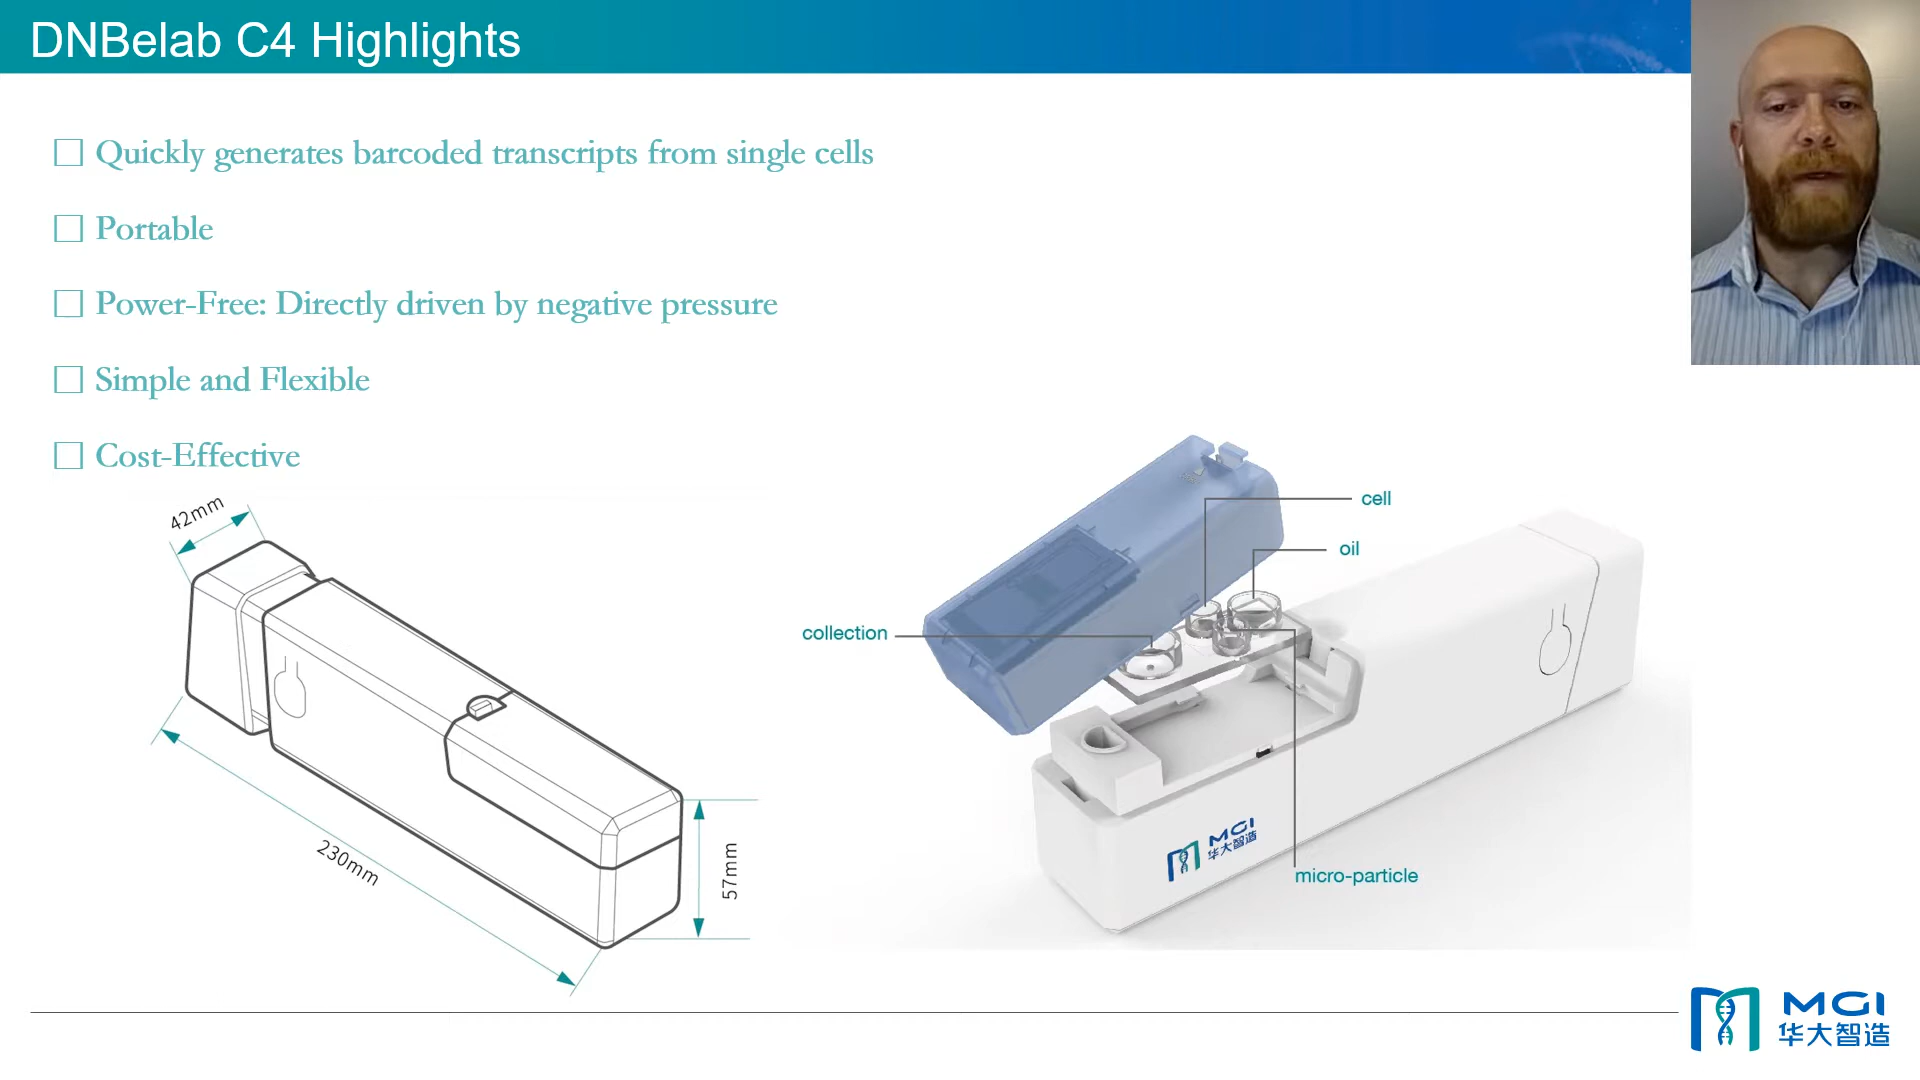 DNBelab C4 Highlights
Quickly generates barcoded transcripts from single cells
Portable
Power-Free: Directly driven by negative pressure
Simple and Flexible
Cost-Effective
42mm
230mm
57mm
cell
oil
collection
micro-particle
MGI
华大智造
MGI
华大智造